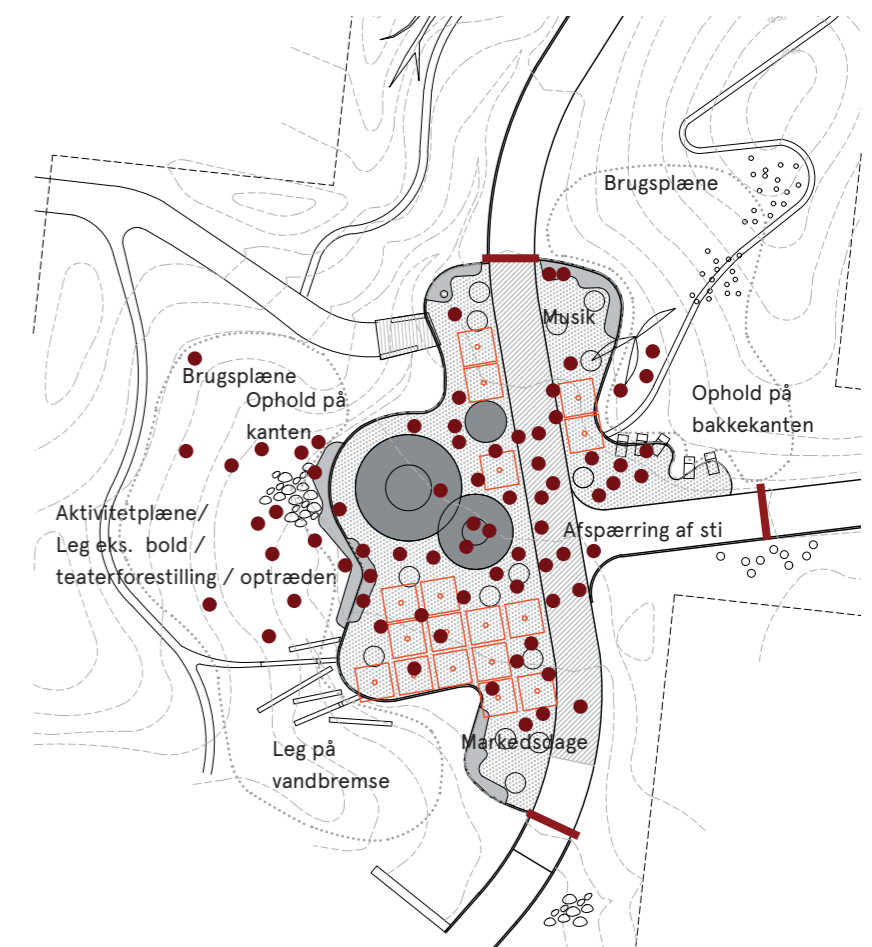 Brugsplæne
Musik
Brugsplæne
Ophold på
kanten
Ophold på
bakkekanten
Aktivitetplæne/
Leg eks. bold /
teaterforestilling / optræden
Afspærring af sti
Leg på
vandbremse
Markedsdage